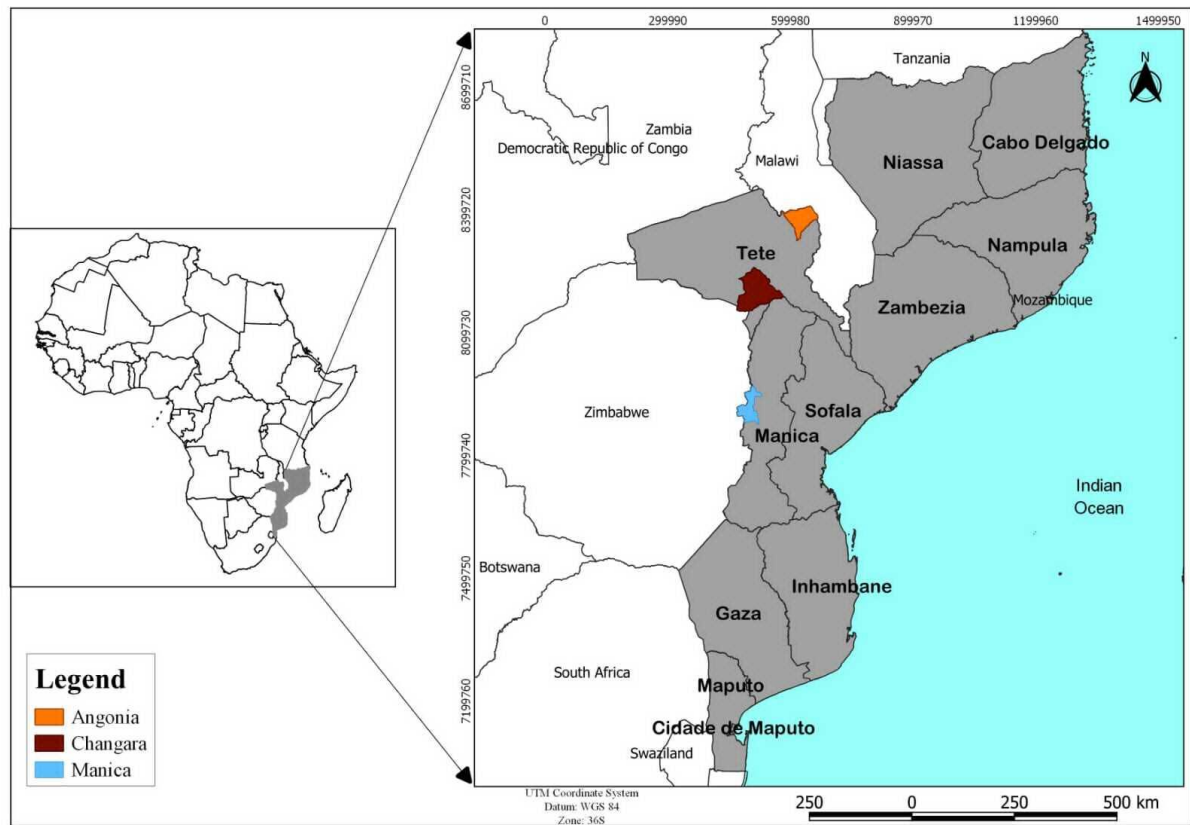 0 299990 599980 899970 1199960 1499950
8699710
8399720
8099730
7799740
7499750
7199760
Tanzania
N
Zambia
Democratic Republic of Congo
Malawi
Niassa
Cabo Delgado
Tete
Nampula
Zambezia
Mozambique
Zimbabwe
Sofala
Manica
Indian
Ocean
Botswana
Inhambane
Gaza
South Africa
Maputo
Cidade de Maputo
Swaziland
Legend
Angonia
Changara
Manica
UTM Coordinate System
Datum: WGS 84
Zone: 36S
250 0 250 500 km